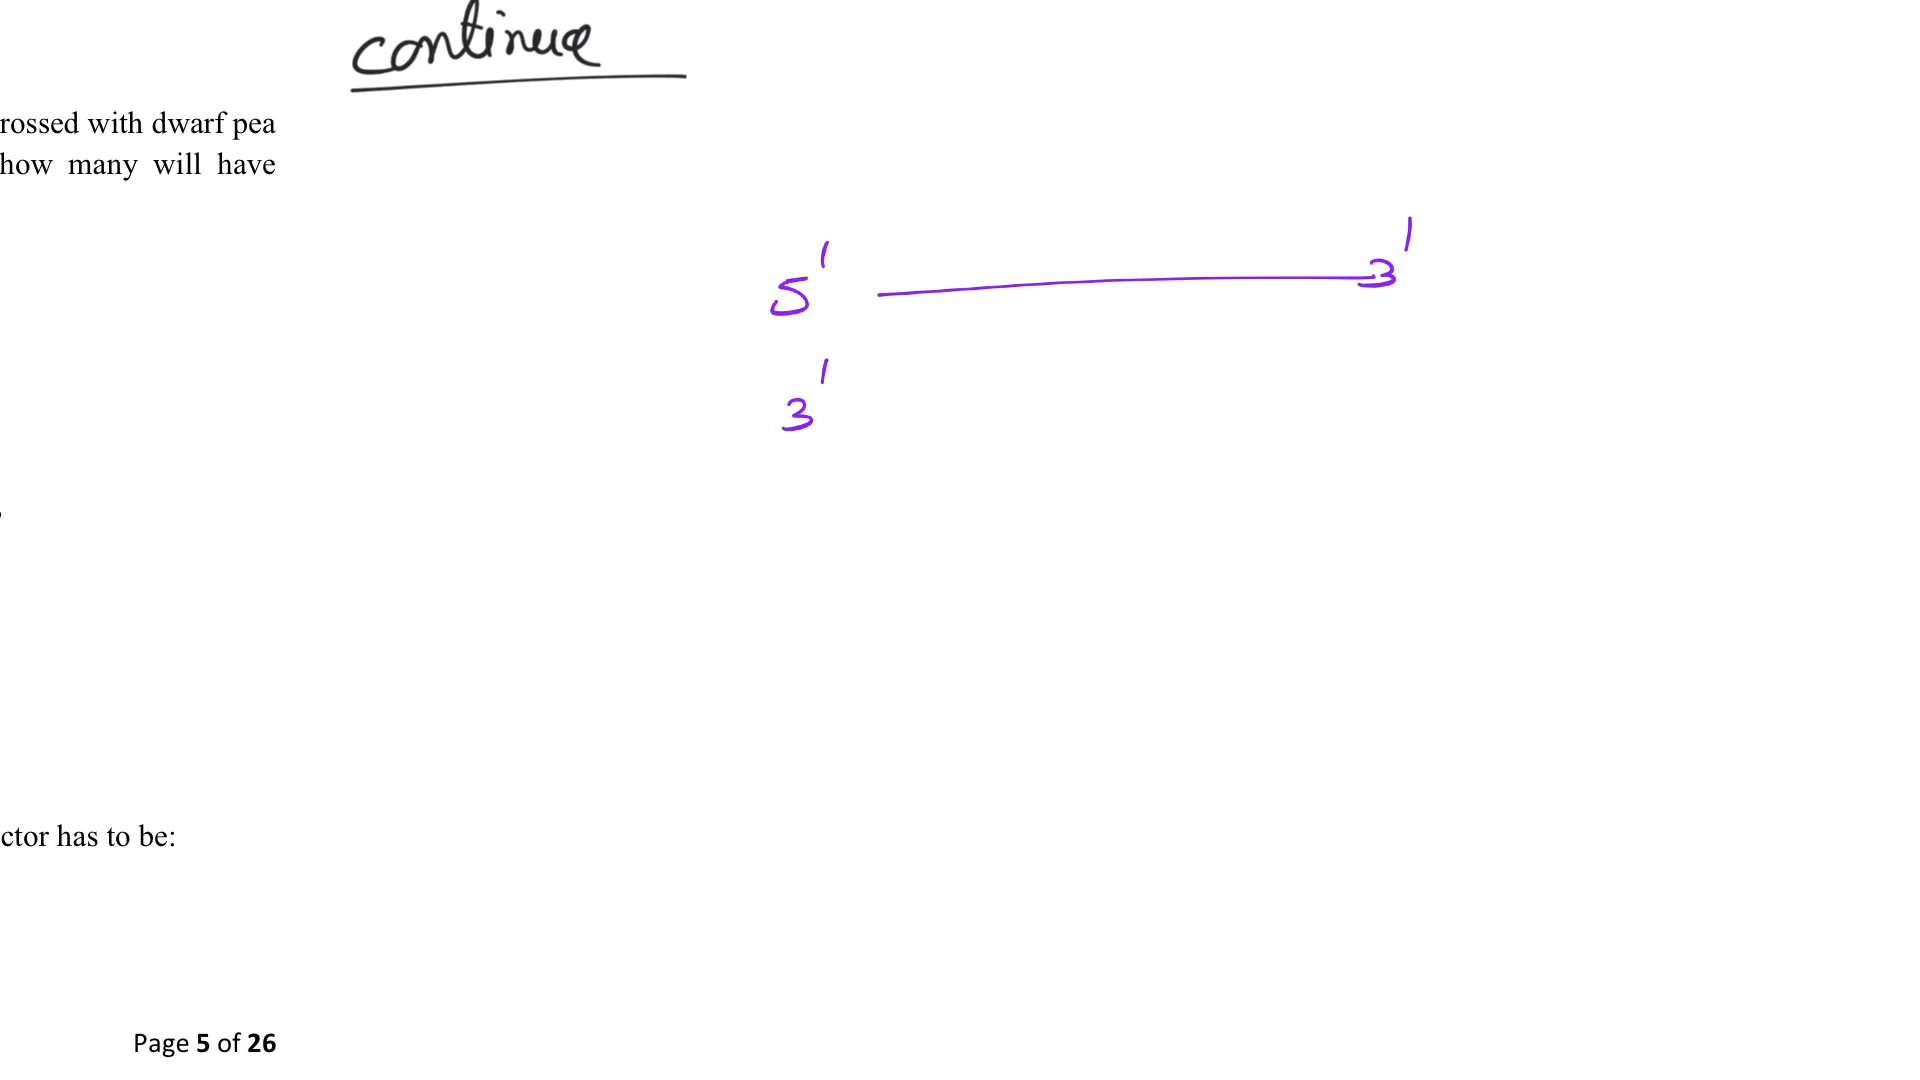 continue
rossed with dwarf pea
how many will have
5' 3'
3'
,
ctor has to be:
Page 5 of 26